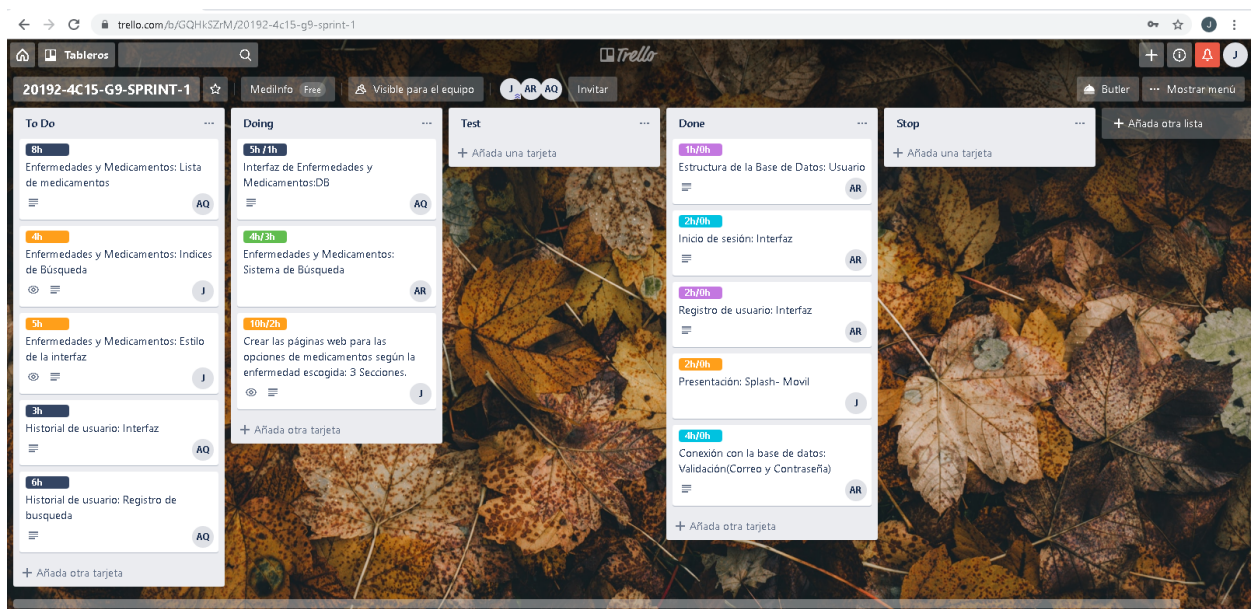 trello.com/b/GQHkSZrM/20192-4c15-g9-sprint-1
J
Tableros
Trello
J
20192-4C15-G9-SPRINT-1
MediInfo Free
Visible para el equipo
J AR AQ
Invitar
Butler
Mostrar menú
To Do
8h
Enfermedades y Medicamentos: Lista
de medicamentos
AQ
4h
Enfermedades y Medicamentos: Indices
de Búsqueda
J
5h
Enfermedades y Medicamentos: Estilo
de la interfaz
J
3h
Historial de usuario: Interfaz
AQ
6h
Historial de usuario: Registro de
busqueda
AQ
+ Añada otra tarjeta
Doing
5h /1h
Interfaz de Enfermedades y
Medicamentos:DB
AQ
4h/3h
Enfermedades y Medicamentos:
Sistema de Búsqueda
AR
10h/2h
Crear las páginas web para las
opciones de medicamentos según la
enfermedad escogida: 3 Secciones.
J
+ Añada otra tarjeta
Test
+ Añada una tarjeta
Done
1h/0h
Estructura de la Base de Datos: Usuario
AR
2h/0h
Inicio de sesión: Interfaz
AR
2h/0h
Registro de usuario: Interfaz
AR
2h/0h
Presentación: Splash- Movil
J
4h/0h
Conexión con la base de datos:
Validación(Correo y Contraseña)
AR
+ Añada otra tarjeta
Stop
+ Añada una tarjeta
+ Añada otra lista